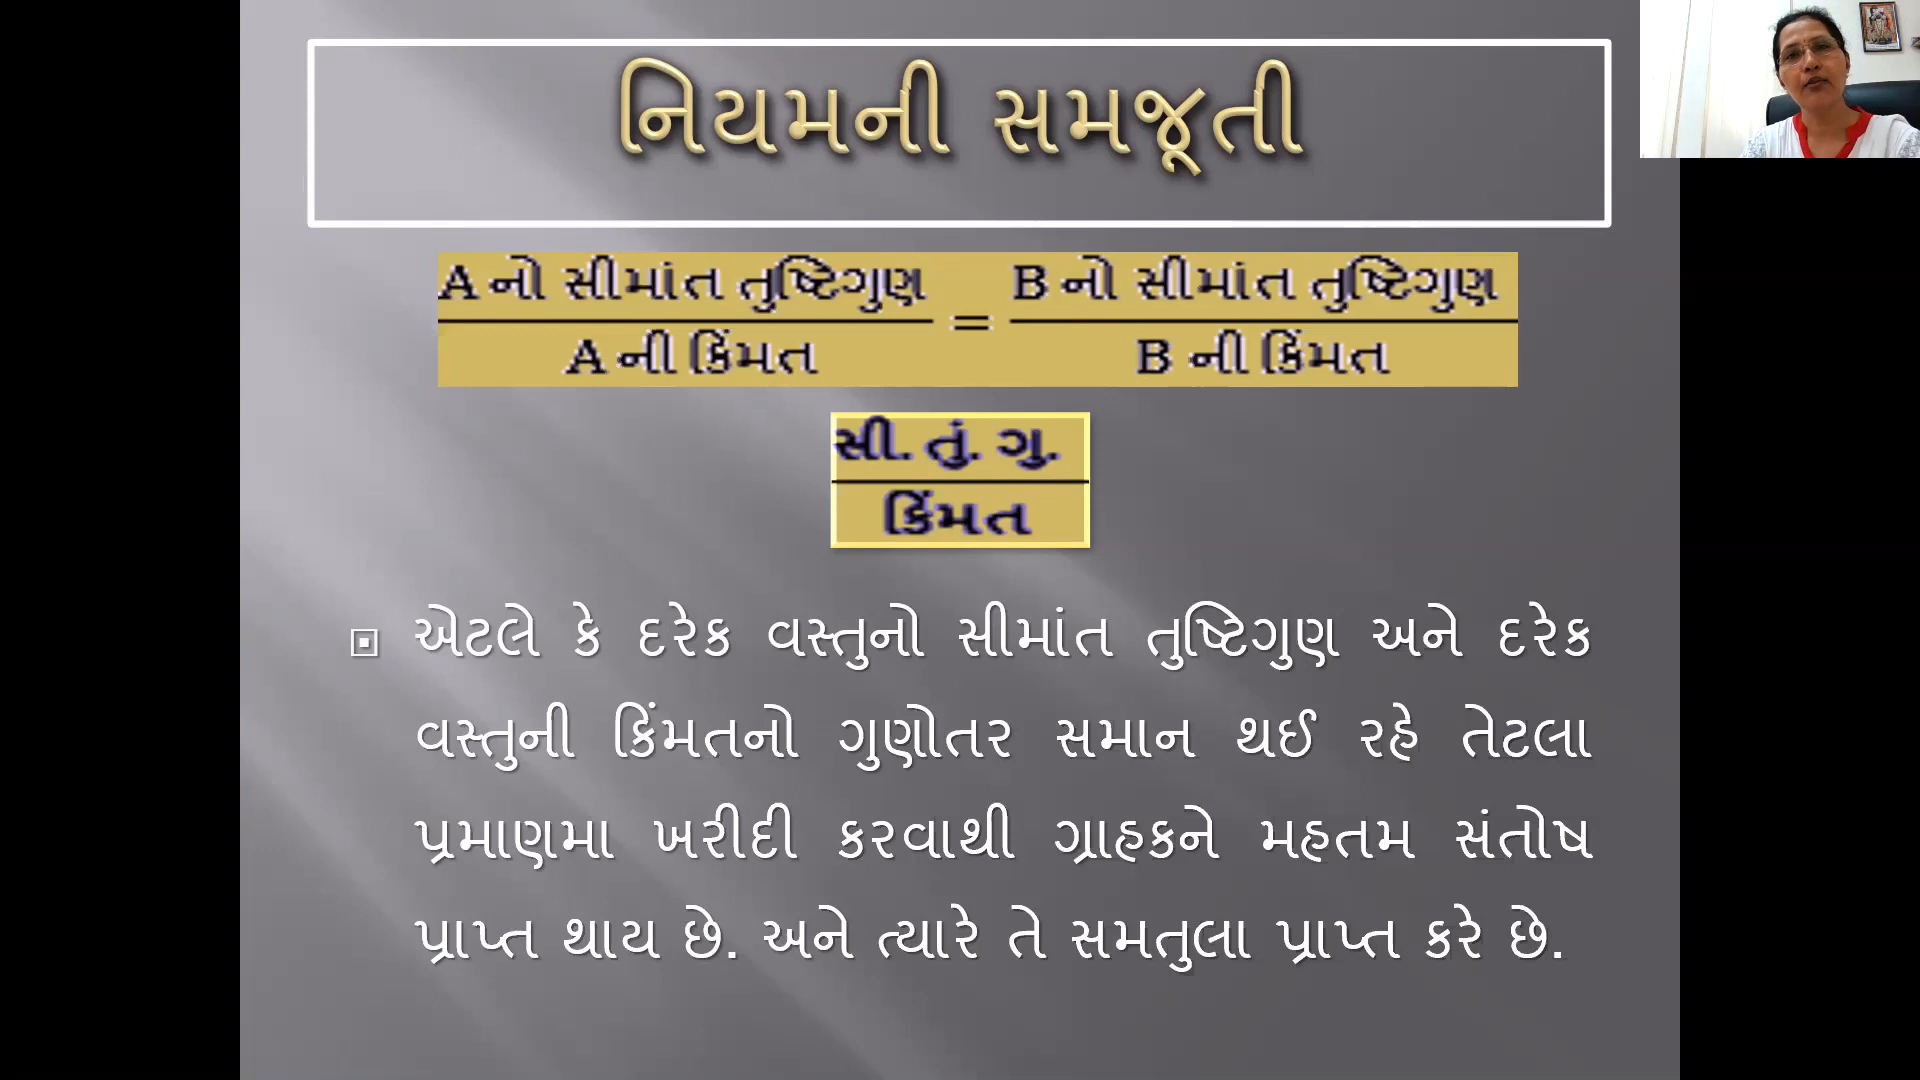 નિયમની સમજૂતી
A નો સીમાંત તુષ્ટિગુણ = B નો સીમાંત તુષ્ટિગુણ
A ની કિંમત B ની કિંમત
સી. તું. ગુ.
કિંમત
એટલે કે દરેક વસ્તુનો સીમાંત તુષ્ટિગુણ અને દરેક
વસ્તુની કિંમતનો ગુણોતર સમાન થઈ રહે તેટલા
પ્રમાણમા ખરીદી કરવાથી ગ્રાહકને મહતમ સંતોષ
પ્રાપ્ત થાય છે. અને ત્યારે તે સમતુલા પ્રાપ્ત કરે છે.